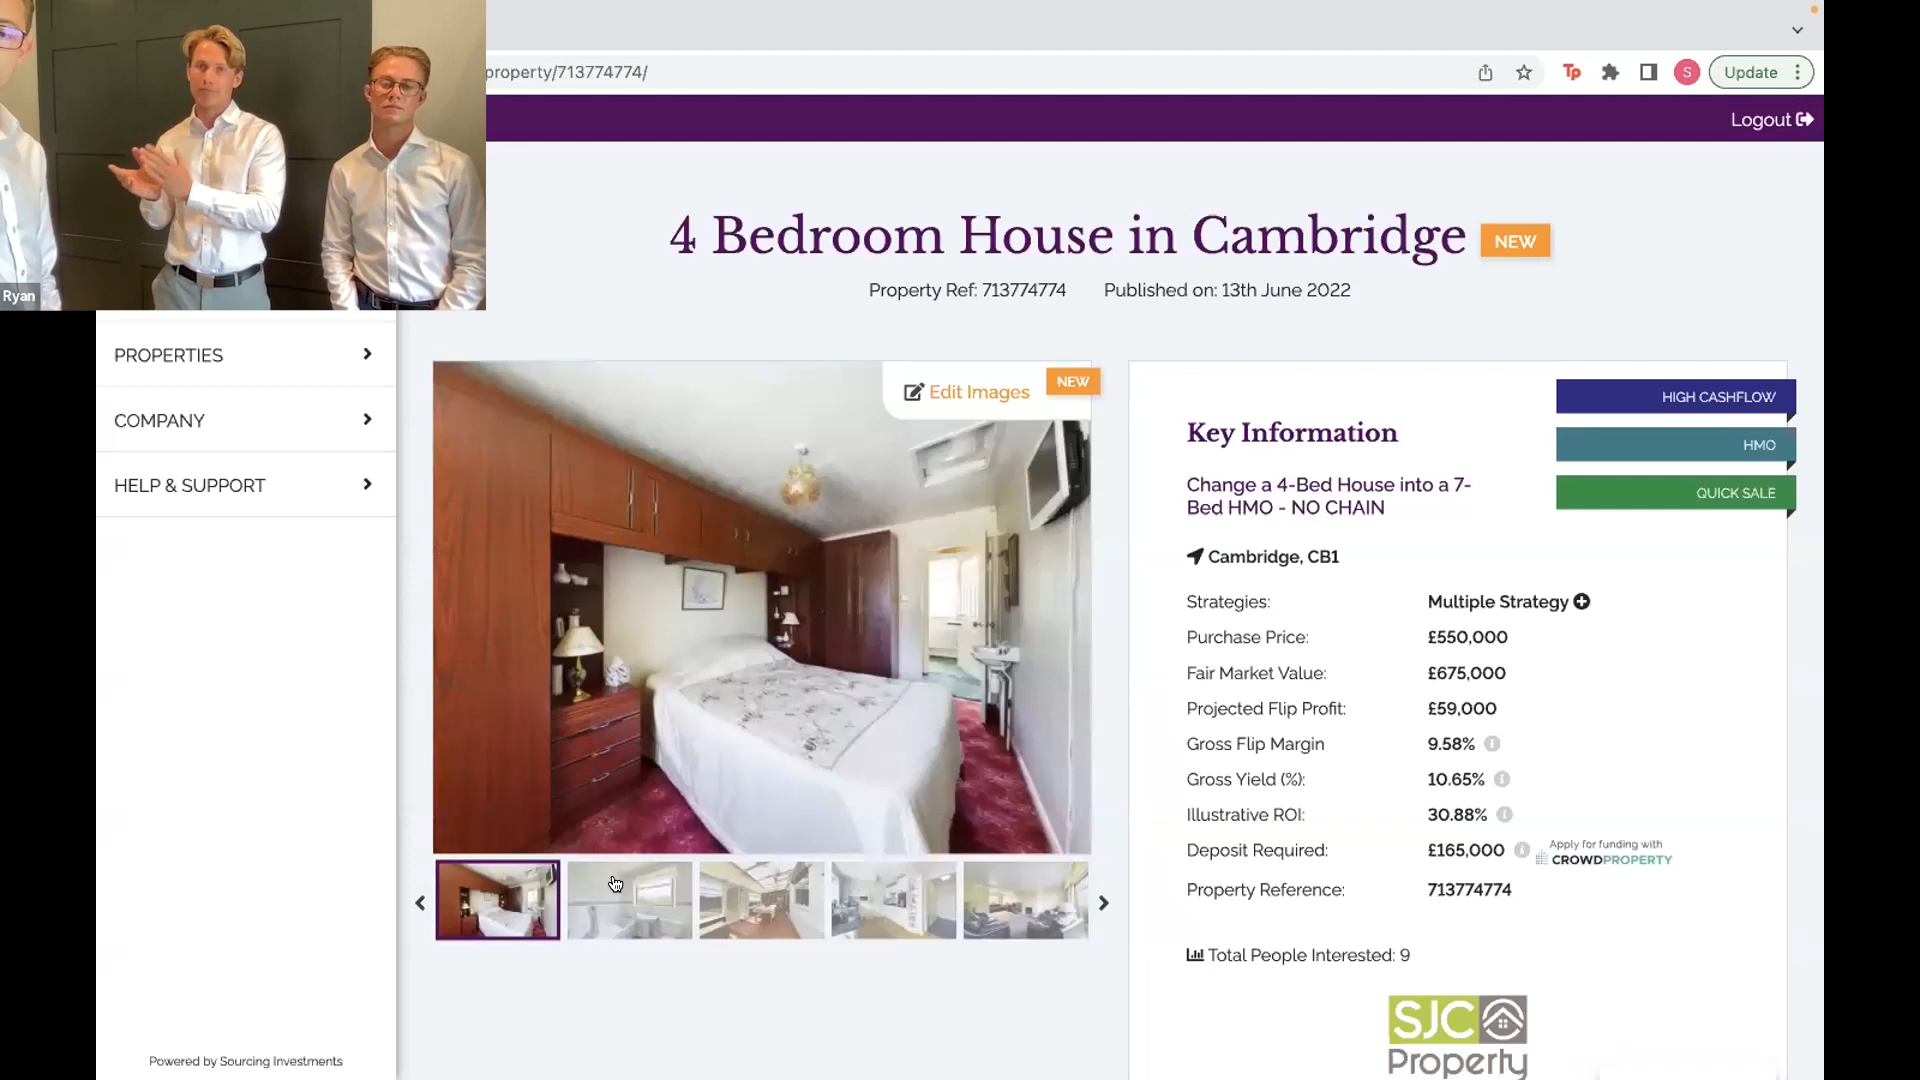 property/713774774/
Tp
S
Update
Logout
Ryan
4 Bedroom House in Cambridge
NEW
Property Ref: 713774774
Published on: 13th June 2022
PROPERTIES
COMPANY
HELP & SUPPORT
Powered by Sourcing Investments
Edit Images
NEW
HIGH CASHFLOW
HMO
QUICK SALE
Key Information
Change a 4-Bed House into a 7-
Bed HMO - NO CHAIN
Cambridge, CB1
Strategies: Multiple Strategy
Purchase Price: £550,000
Fair Market Value: £675,000
Projected Flip Profit: £59,000
Gross Flip Margin 9.58%
Gross Yield (%): 10.65%
Illustrative ROI: 30.88%
Deposit Required: £165,000
Apply for funding with
CROWDPROPERTY
Property Reference: 713774774
Total People Interested: 9
SJC
Property